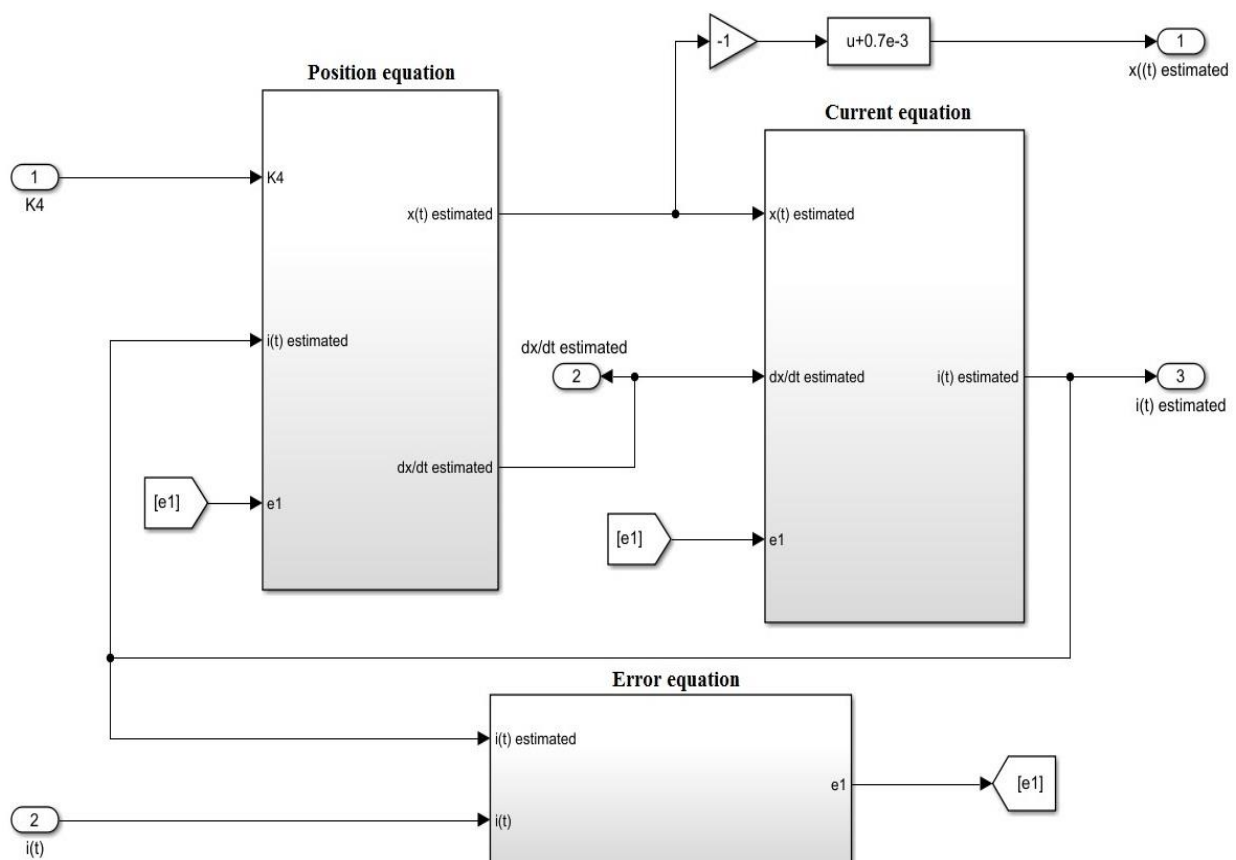 -1
u+0.7e-3
1
x((t) estimated
Position equation
Current equation
1
K4
K4
x(t) estimated
x(t) estimated
i(t) estimated
dx/dt estimated
2
dx/dt estimated
i(t) estimated
3
i(t) estimated
dx/dt estimated
[e1]
e1
[e1]
e1
Error equation
i(t) estimated
e1
[e1]
2
i(t)
i(t)